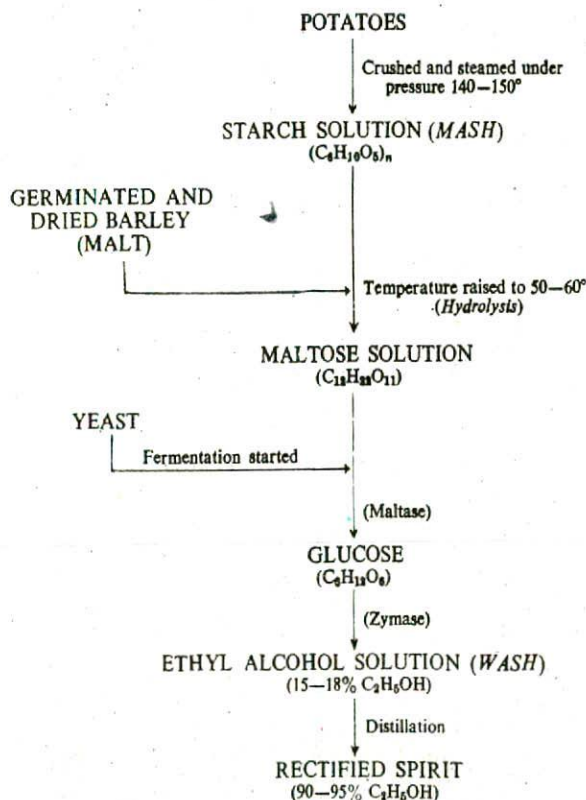 POTATOES
Crushed and steamed under
pressure 140—150°
STARCH SOLUTION (MASH)
(C₆H₁₀O₅)ₙ
GERMINATED AND
DRIED BARLEY
(MALT)
Temperature raised to 50—60°
(Hydrolysis)
MALTOSE SOLUTION
(C₁₂H₂₂O₁₁)
YEAST
Fermentation started
(Maltase)
GLUCOSE
(C₆H₁₂O₆)
(Zymase)
ETHYL ALCOHOL SOLUTION (WASH)
(15—18% C₂H₅OH)
Distillation
RECTIFIED SPIRIT
(90—95% C₂H₅OH)